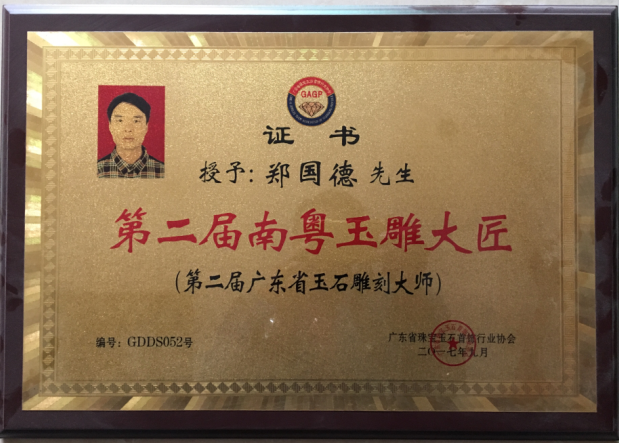 GAGP
证 书
授予：郑国德 先生
第二届南粤玉雕大匠
(第二届广东省玉石雕刻大师)
编号：GDDS052号
广东省珠宝玉石首饰行业协会
二〇一七年九月